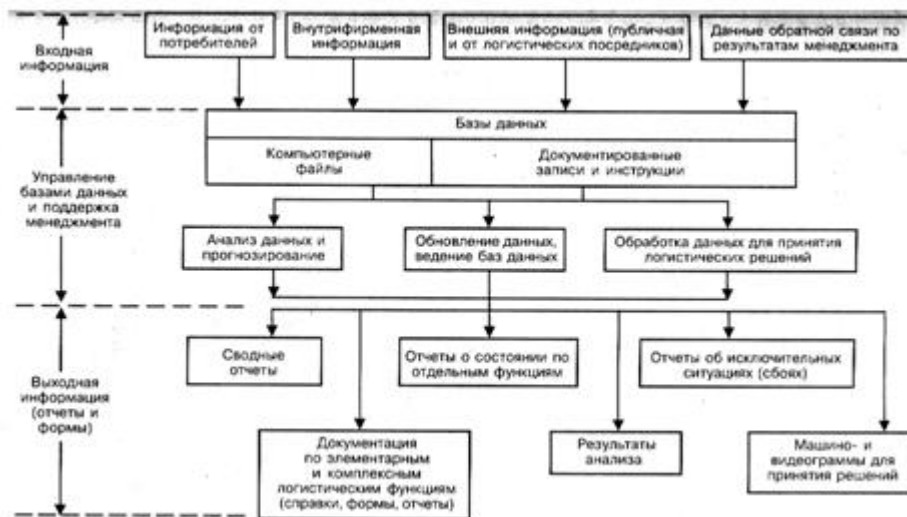 Входная
информация
Информация от
потребителей
Внутрифирменная
информация
Внешняя информация (публичная
и от логистических посредников)
Данные обратной связи по
результатам менеджмента
Управление
базами данных
и поддержка
менеджмента
Базы данных
Компьютерные
файлы
Документированные
записи и инструкции
Анализ данных и
прогнозирование
Обновление данных,
ведение баз данных
Обработка данных для принятия
логистических решений
Выходная
информация
(отчеты и
формы)
Сводные
отчеты
Отчеты о состоянии по
отдельным функциям
Отчеты об исключительных
ситуациях (сбоях)
Документация
по элементарным
и комплексным
логистическим функциям
(справки, формы, отчеты)
Результаты
анализа
Машино- и
видеограммы для
принятия решений